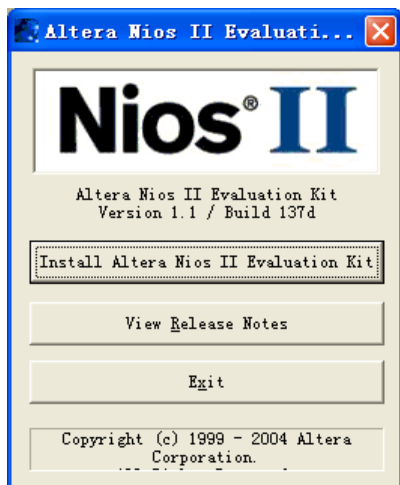 Altera Nios II Evaluati...
Nios® II
Altera Nios II Evaluation Kit
Version 1.1 / Build 137d
Install Altera Nios II Evaluation Kit
View Release Notes
Exit
Copyright (c) 1999 - 2004 Altera
Corporation.